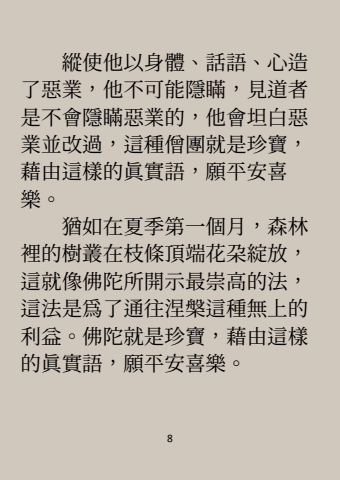 縱使他以身體、話語、心造
了惡業，他不可能隱瞞，見道者
是不會隱瞞惡業的，他會坦白惡
業並改過，這種僧團就是珍寶，
藉由這樣的眞實語，願平安喜
樂。
猶如在夏季第一個月，森林
裡的樹叢在枝條頂端花朶綻放，
這就像佛陀所開示最崇高的法，
這法是爲了通往涅槃這種無上的
利益。佛陀就是珍寶，藉由這樣
的眞實語，願平安喜樂。
8